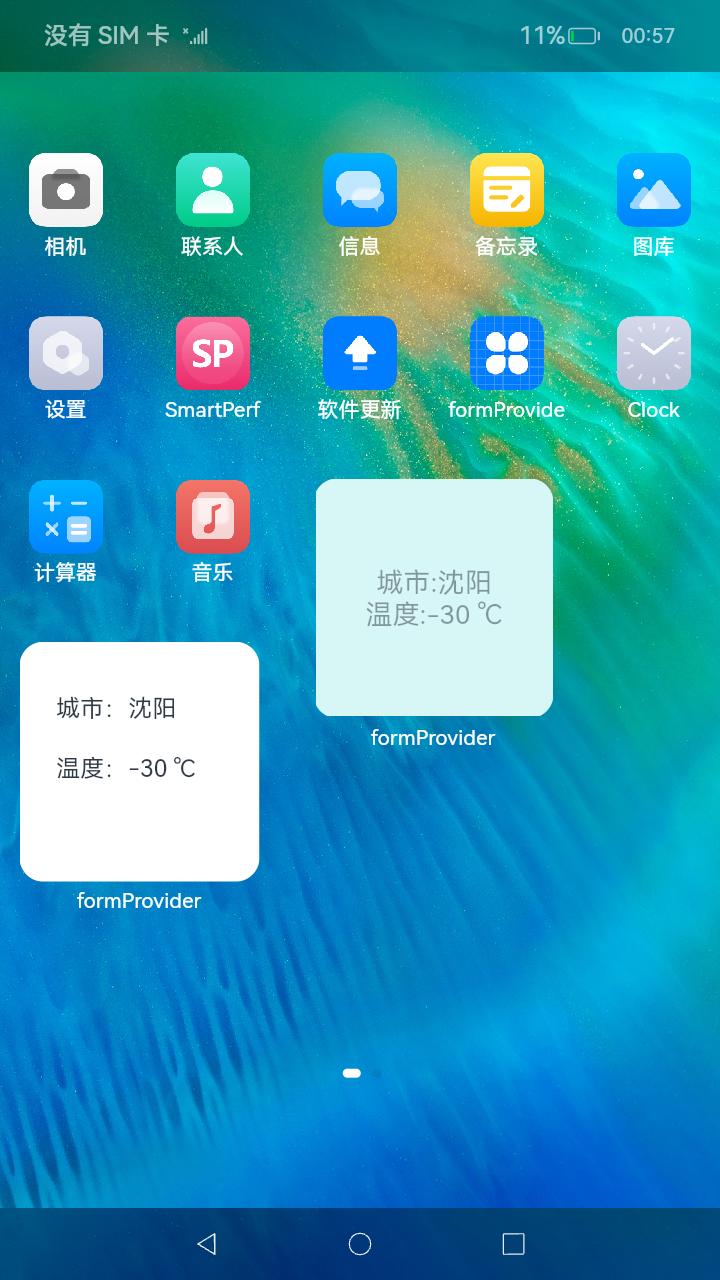 没有 SIM 卡
11%
00:57
相机
联系人
信息
备忘录
图库
设置
SP
SmartPerf
软件更新
formProvide
Clock
计算器
音乐
城市:沈阳
温度:-30 ℃
formProvider
城市：沈阳
温度：-30 ℃
formProvider